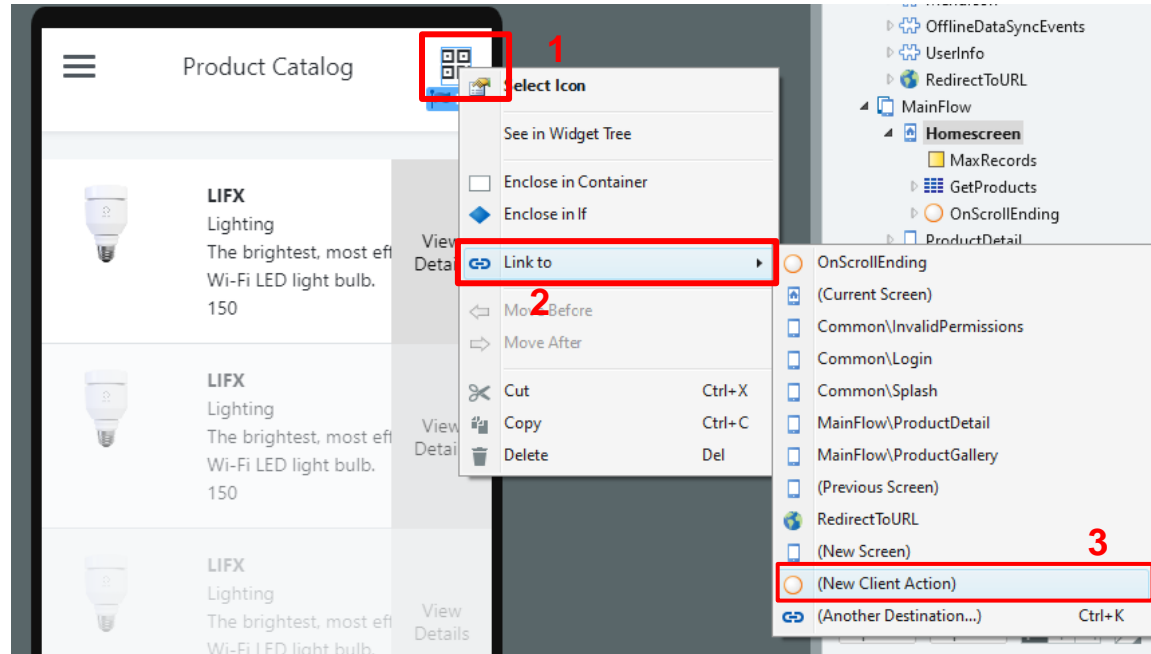 OfflineDataSyncEvents
UserInfo
RedirectToURL
MainFlow
Homescreen
MaxRecords
GetProducts
OnScrollEnding
ProductDetail
Product Catalog
1
Select Icon
See in Widget Tree
Enclose in Container
Enclose in If
Link to
2
Move Before
Move After
Cut Ctrl+X
Copy Ctrl+C
Delete Del
OnScrollEnding
(Current Screen)
Common\InvalidPermissions
Common\Login
Common\Splash
MainFlow\ProductDetail
MainFlow\ProductGallery
(Previous Screen)
RedirectToURL
(New Screen)
3
(New Client Action)
(Another Destination...) Ctrl+K
LIFX
Lighting
The brightest, most eff
Wi-Fi LED light bulb.
150
View
Detai
LIFX
Lighting
The brightest, most eff
Wi-Fi LED light bulb.
150
View
Detai
LIFX
Lighting
The brightest, most eff
Wi-Fi LED light bulb.
View
Details